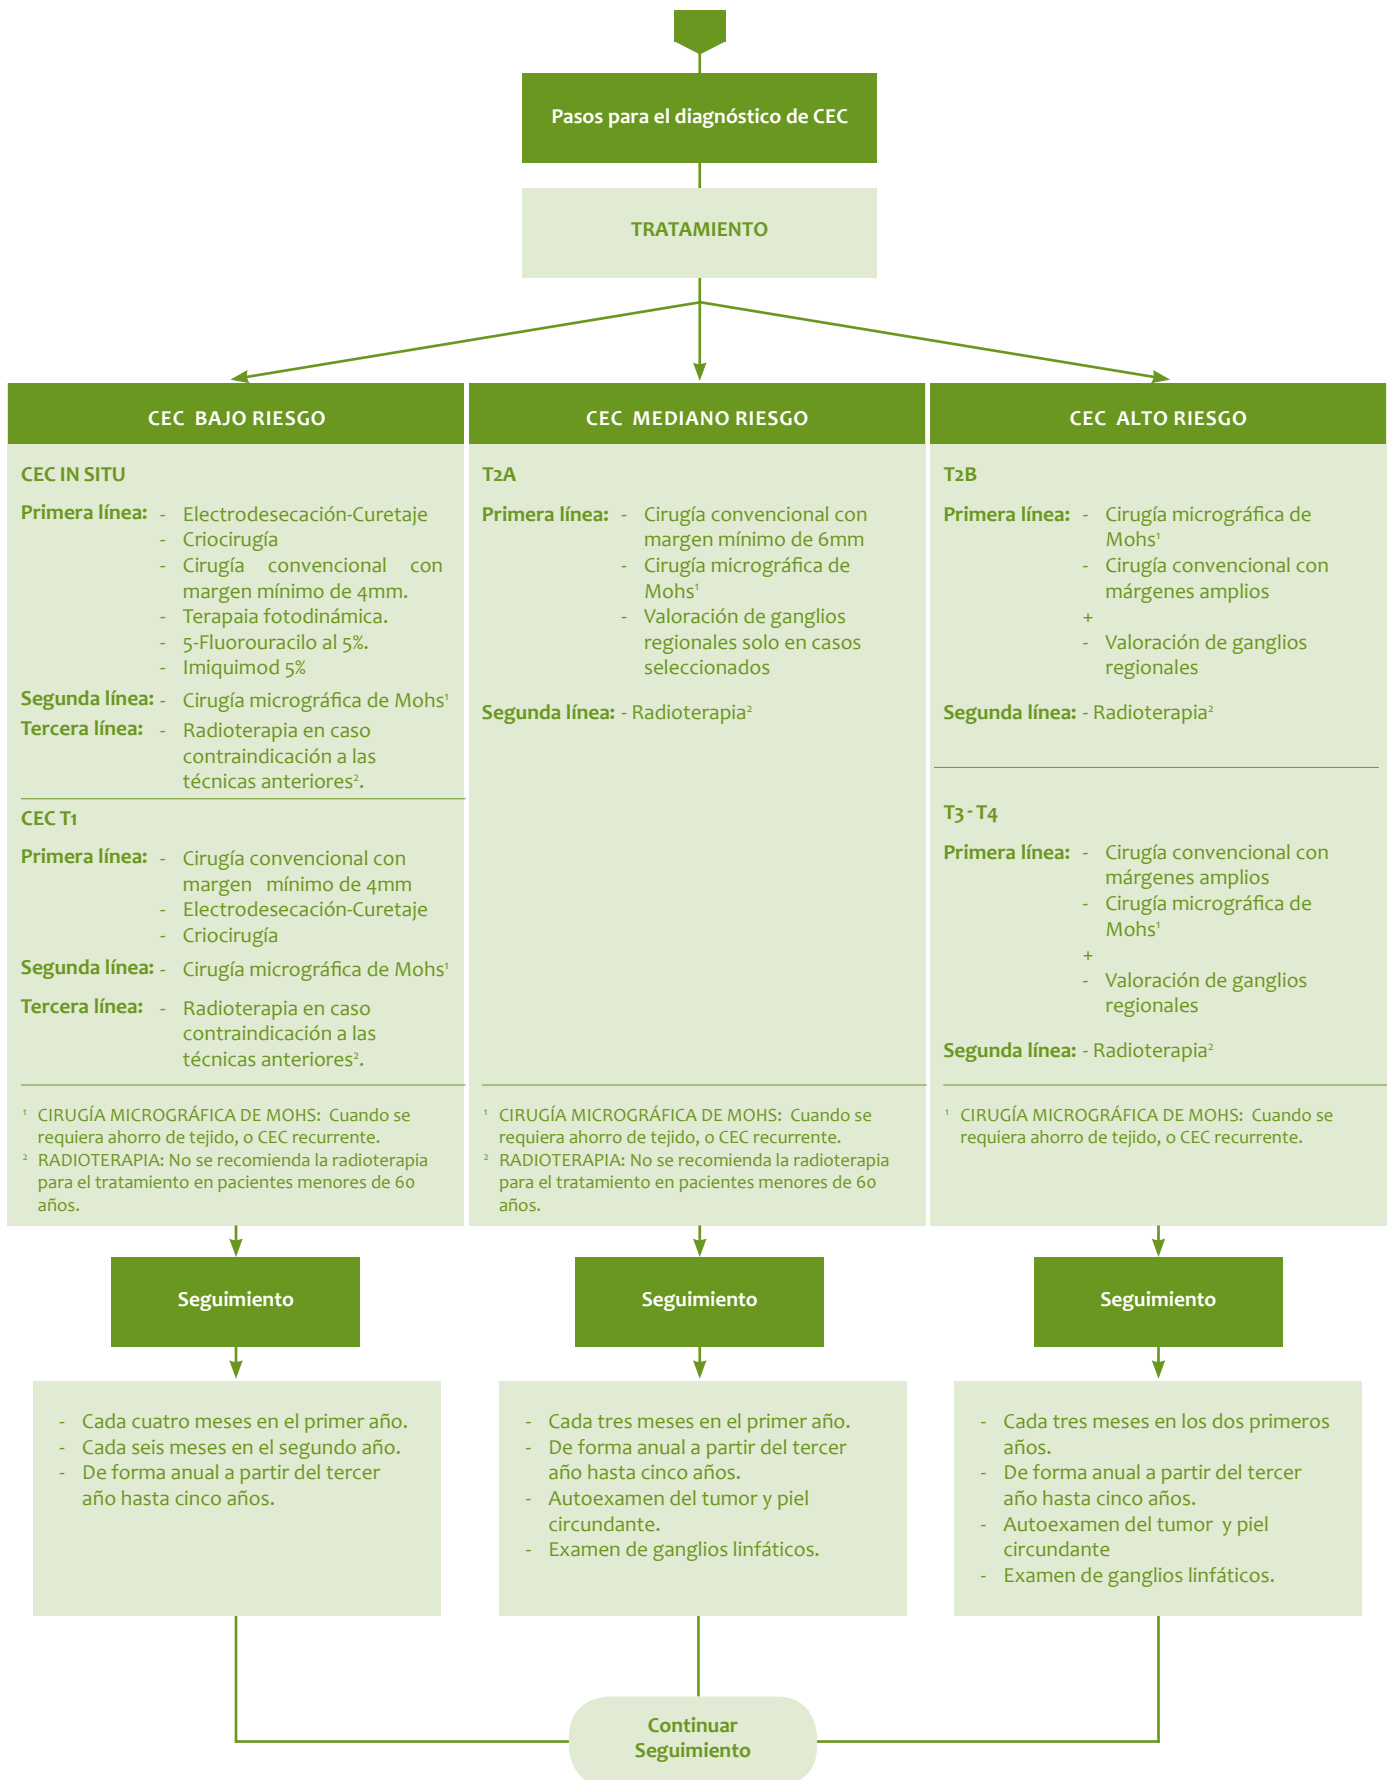 Pasos para el diagnóstico de CEC
TRATAMIENTO
CEC BAJO RIESGO
CEC IN SITU
Primera línea: - Electrodesecación-Curetaje
- Criocirugía
- Cirugía convencional con
margen mínimo de 4mm.
- Terapaia fotodinámica.
- 5-Fluorouracilo al 5%.
- Imiquimod 5%
Segunda línea: - Cirugía micrográfica de Mohs¹
Tercera línea: - Radioterapia en caso
contraindicación a las
técnicas anteriores².
CEC T1
Primera línea: - Cirugía convencional con
margen mínimo de 4mm
- Electrodesecación-Curetaje
- Criocirugía
Segunda línea: - Cirugía micrográfica de Mohs¹
Tercera línea: - Radioterapia en caso
contraindicación a las
técnicas anteriores².
¹ CIRUGÍA MICROGRÁFICA DE MOHS: Cuando se
requiera ahorro de tejido, o CEC recurrente.
² RADIOTERAPIA: No se recomienda la radioterapia
para el tratamiento en pacientes menores de 60
años.
CEC MEDIANO RIESGO
T2A
Primera línea: - Cirugía convencional con
margen mínimo de 6mm
- Cirugía micrográfica de
Mohs¹
- Valoración de ganglios
regionales solo en casos
seleccionados
Segunda línea: - Radioterapia²
¹ CIRUGÍA MICROGRÁFICA DE MOHS: Cuando se
requiera ahorro de tejido, o CEC recurrente.
² RADIOTERAPIA: No se recomienda la radioterapia
para el tratamiento en pacientes menores de 60
años.
CEC ALTO RIESGO
T2B
Primera línea: - Cirugía micrográfica de
Mohs¹
- Cirugía convencional con
márgenes amplios
+
- Valoración de ganglios
regionales
Segunda línea: - Radioterapia²
T3 - T4
Primera línea: - Cirugía convencional con
márgenes amplios
- Cirugía micrográfica de
Mohs¹
+
- Valoración de ganglios
regionales
Segunda línea: - Radioterapia²
¹ CIRUGÍA MICROGRÁFICA DE MOHS: Cuando se
requiera ahorro de tejido, o CEC recurrente.
Seguimiento
- Cada cuatro meses en el primer año.
- Cada seis meses en el segundo año.
- De forma anual a partir del tercer
año hasta cinco años.
Seguimiento
- Cada tres meses en el primer año.
- De forma anual a partir del tercer
año hasta cinco años.
- Autoexamen del tumor y piel
circundante.
- Examen de ganglios linfáticos.
Seguimiento
- Cada tres meses en los dos primeros
años.
- De forma anual a partir del tercer
año hasta cinco años.
- Autoexamen del tumor y piel
circundante
- Examen de ganglios linfáticos.
Continuar
Seguimiento